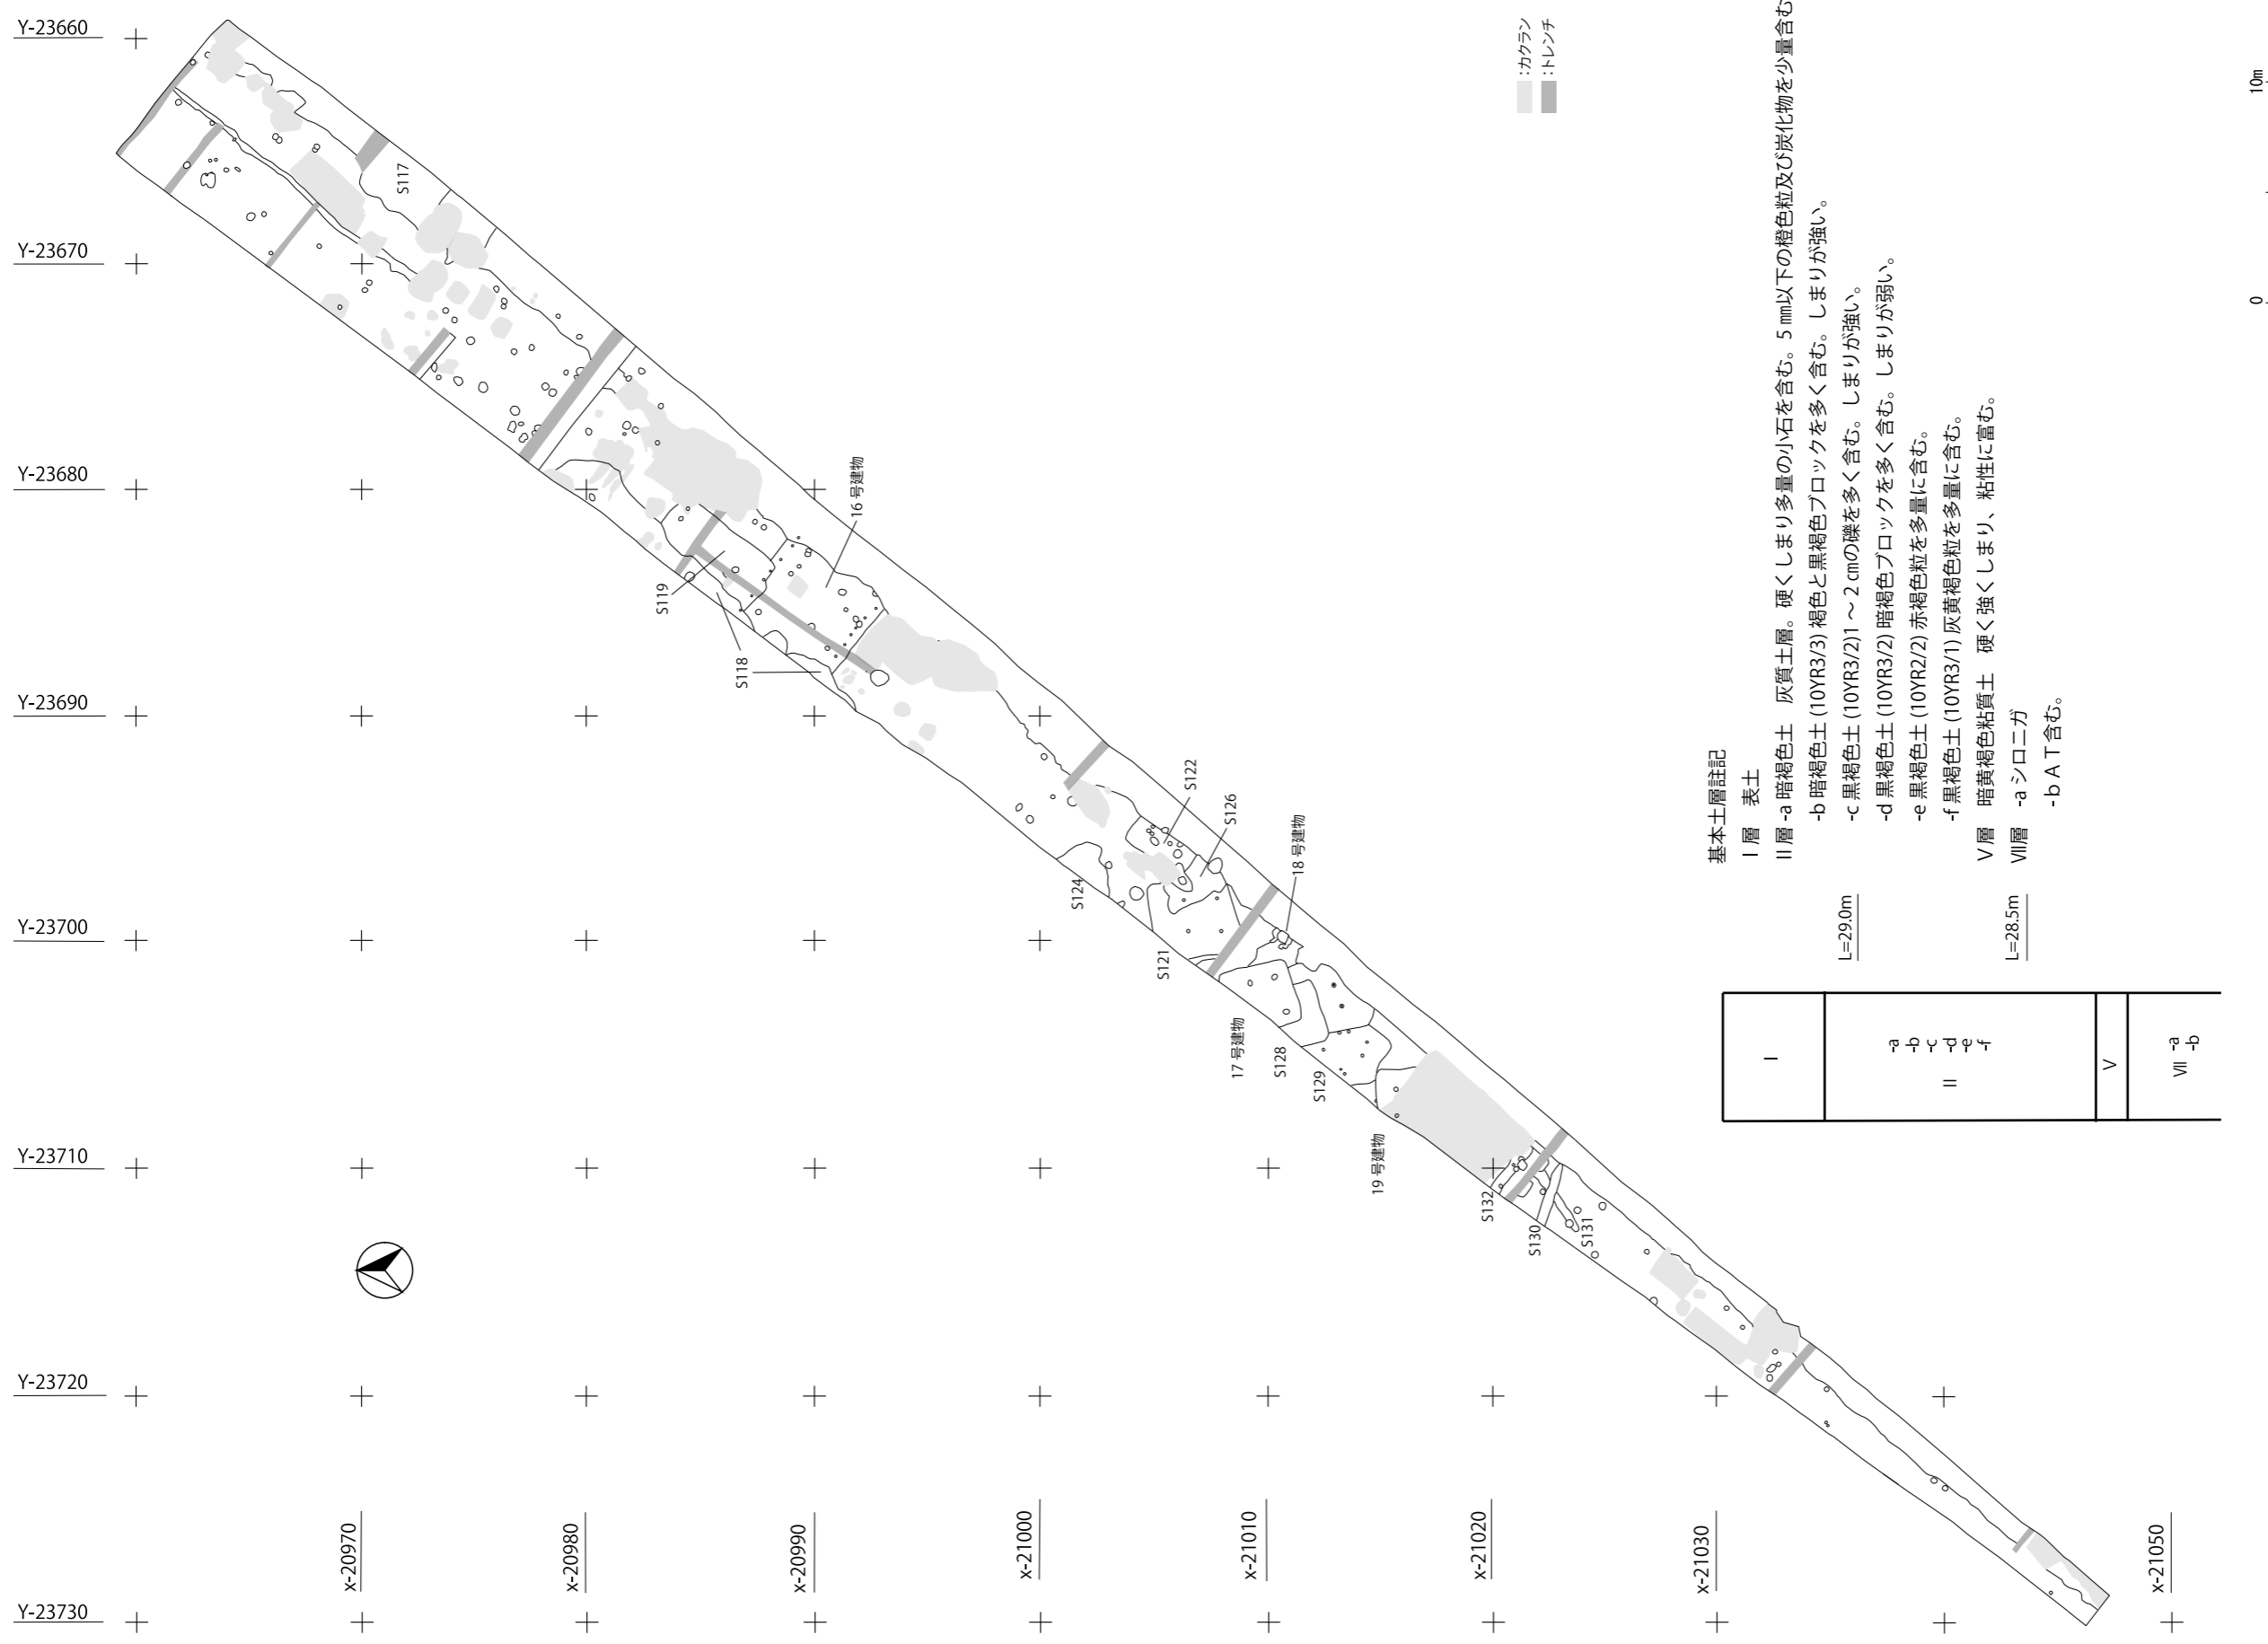 Y-23660
Y-23670
Y-23680
Y-23690
Y-23700
Y-23710
Y-23720
Y-23730
x-20970
x-20980
x-20990
x-21000
x-21010
x-21020
x-21030
x-21050
S117
S119
S118
16 号建物
S124
S122
S126
18 号建物
S121
17 号建物
S128
S129
19 号建物
S132
S130
S131
:カクラン
:トレンチ
基本土層註記
Ⅰ層 表土
Ⅱ層 -a 暗褐色土 灰質土層。硬くしまり多量の小石を含む。5 ㎜以下の橙色粒及び炭化物を少量含む
-b 暗褐色土 (10YR3/3) 褐色と黒褐色ブロックを多く含む。しまりが強い。
-c 黒褐色土 (10YR3/2)1 ～ 2 ㎝の礫を多く含む。しまりが強い。
-d 黒褐色土 (10YR3/2) 暗褐色ブロックを多く含む。しまりが弱い。
-e 黒褐色土 (10YR2/2) 赤褐色粒を多量に含む。
-f 黒褐色土 (10YR3/1) 灰黄褐色粒を多量に含む。
Ⅴ層 暗黄褐色粘質土 硬く強くしまり、粘性に富む。
Ⅶ層 -a シロニガ
-b ＡＴ含む。
L=29.0m
L=28.5m
Ⅰ
Ⅱ
-a
-b
-c
-d
-e
-f
Ⅴ
Ⅶ -a
-b
0
10m